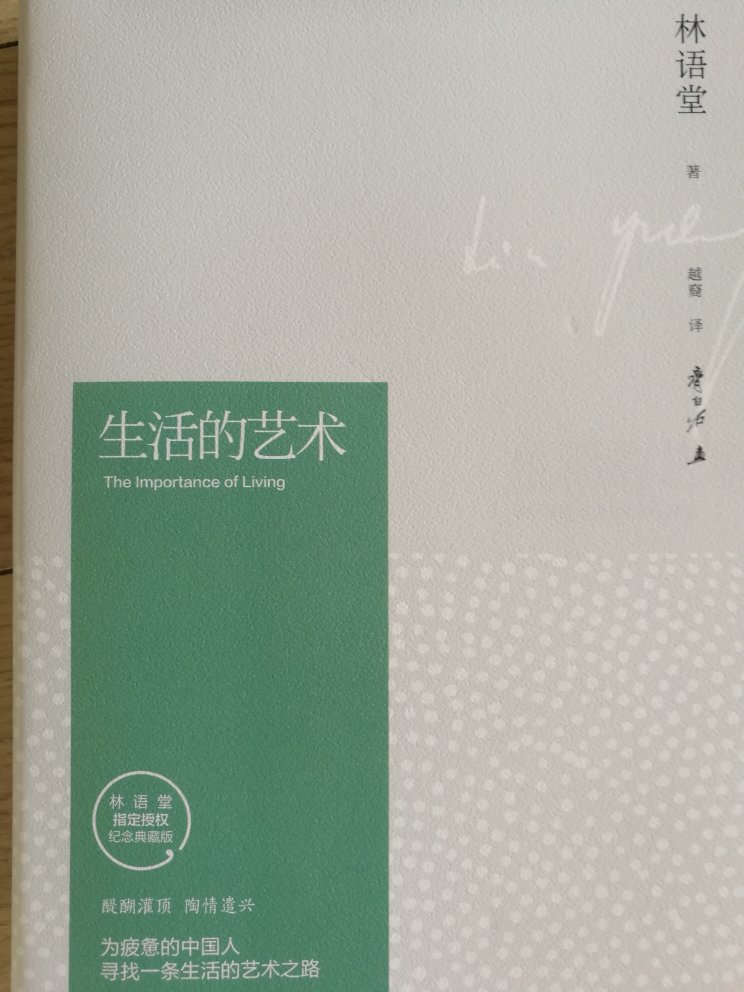 林语堂
著
越裔 译
生活的艺术
The Importance of Living
林语堂
指定授权
纪念典藏版
醍醐灌顶 陶情遣兴
为疲惫的中国人
寻找一条生活的艺术之路